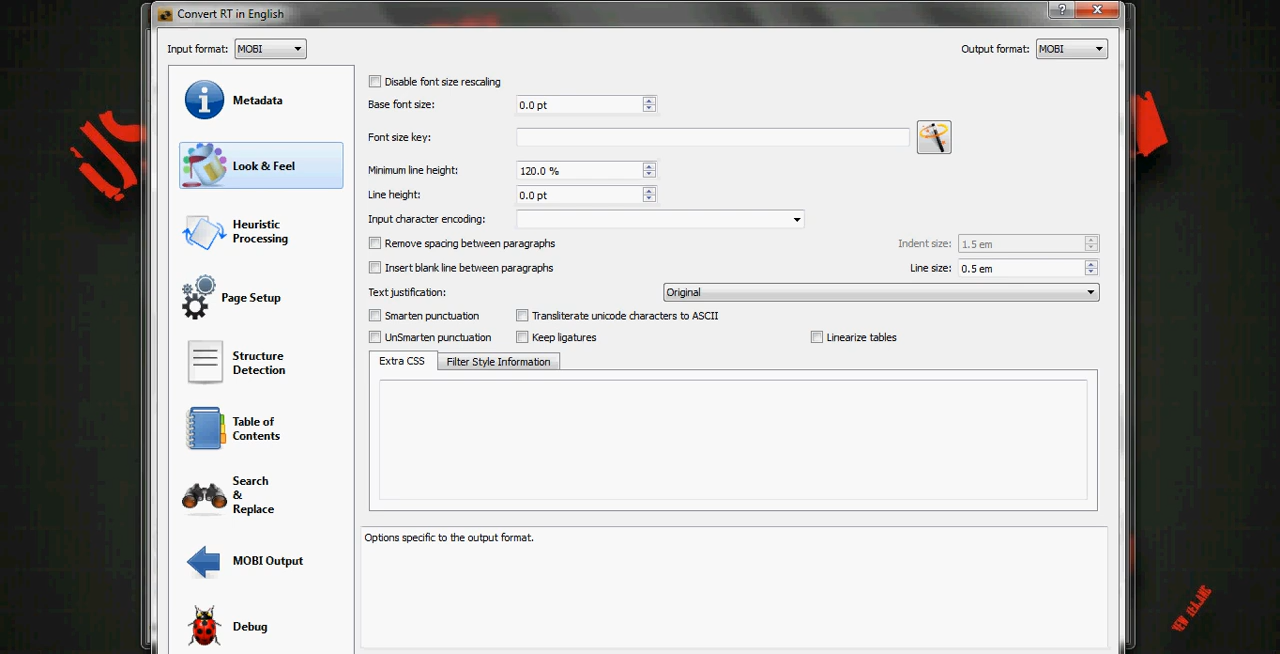 Convert RT in English
Input format: MOBI
Output format: MOBI
Metadata
Look & Feel
Heuristic
Processing
Page Setup
Structure
Detection
Table of
Contents
Search
&
Replace
MOBI Output
Debug
Disable font size rescaling
Base font size: 0.0 pt
Font size key:
Minimum line height: 120.0 %
Line height: 0.0 pt
Input character encoding:
Remove spacing between paragraphs Indent size: 1.5 em
Insert blank line between paragraphs Line size: 0.5 em
Text justification: Original
Smarten punctuation Transliterate unicode characters to ASCII
UnSmarten punctuation Keep ligatures Linearize tables
Extra CSS Filter Style Information
Options specific to the output format.